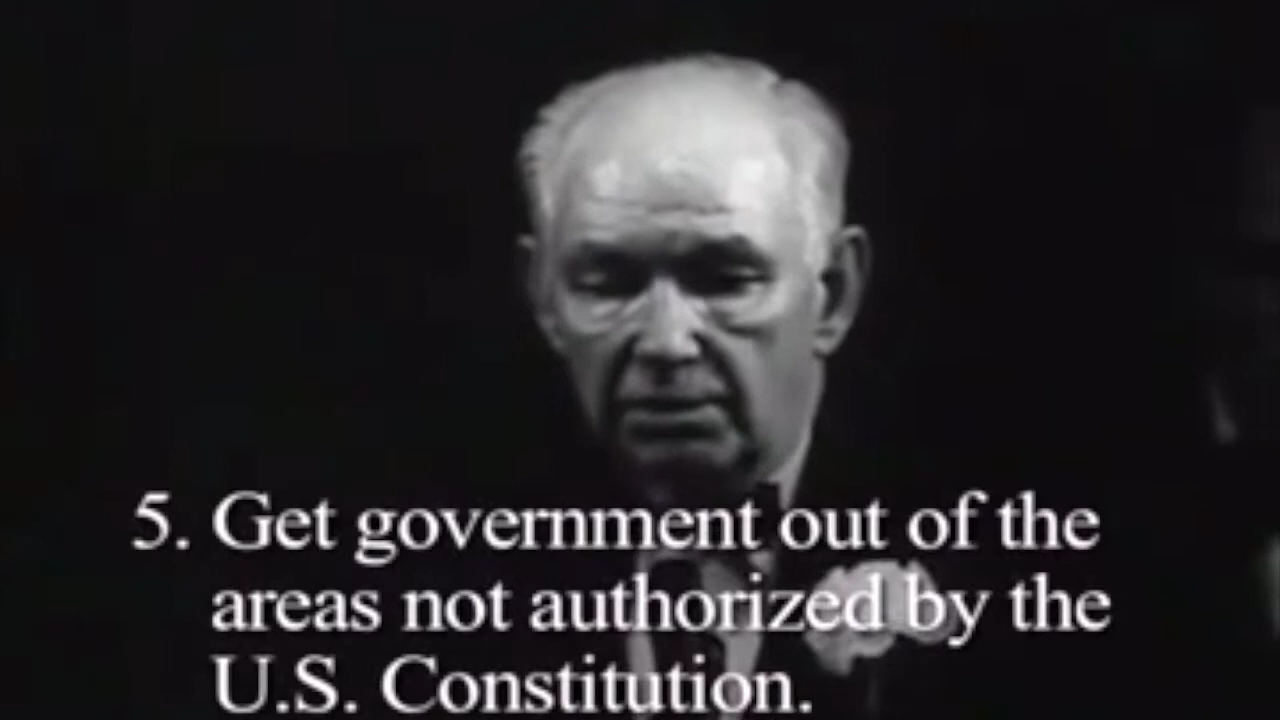 5. Get government out of the
areas not authorized by the
U.S. Constitution.